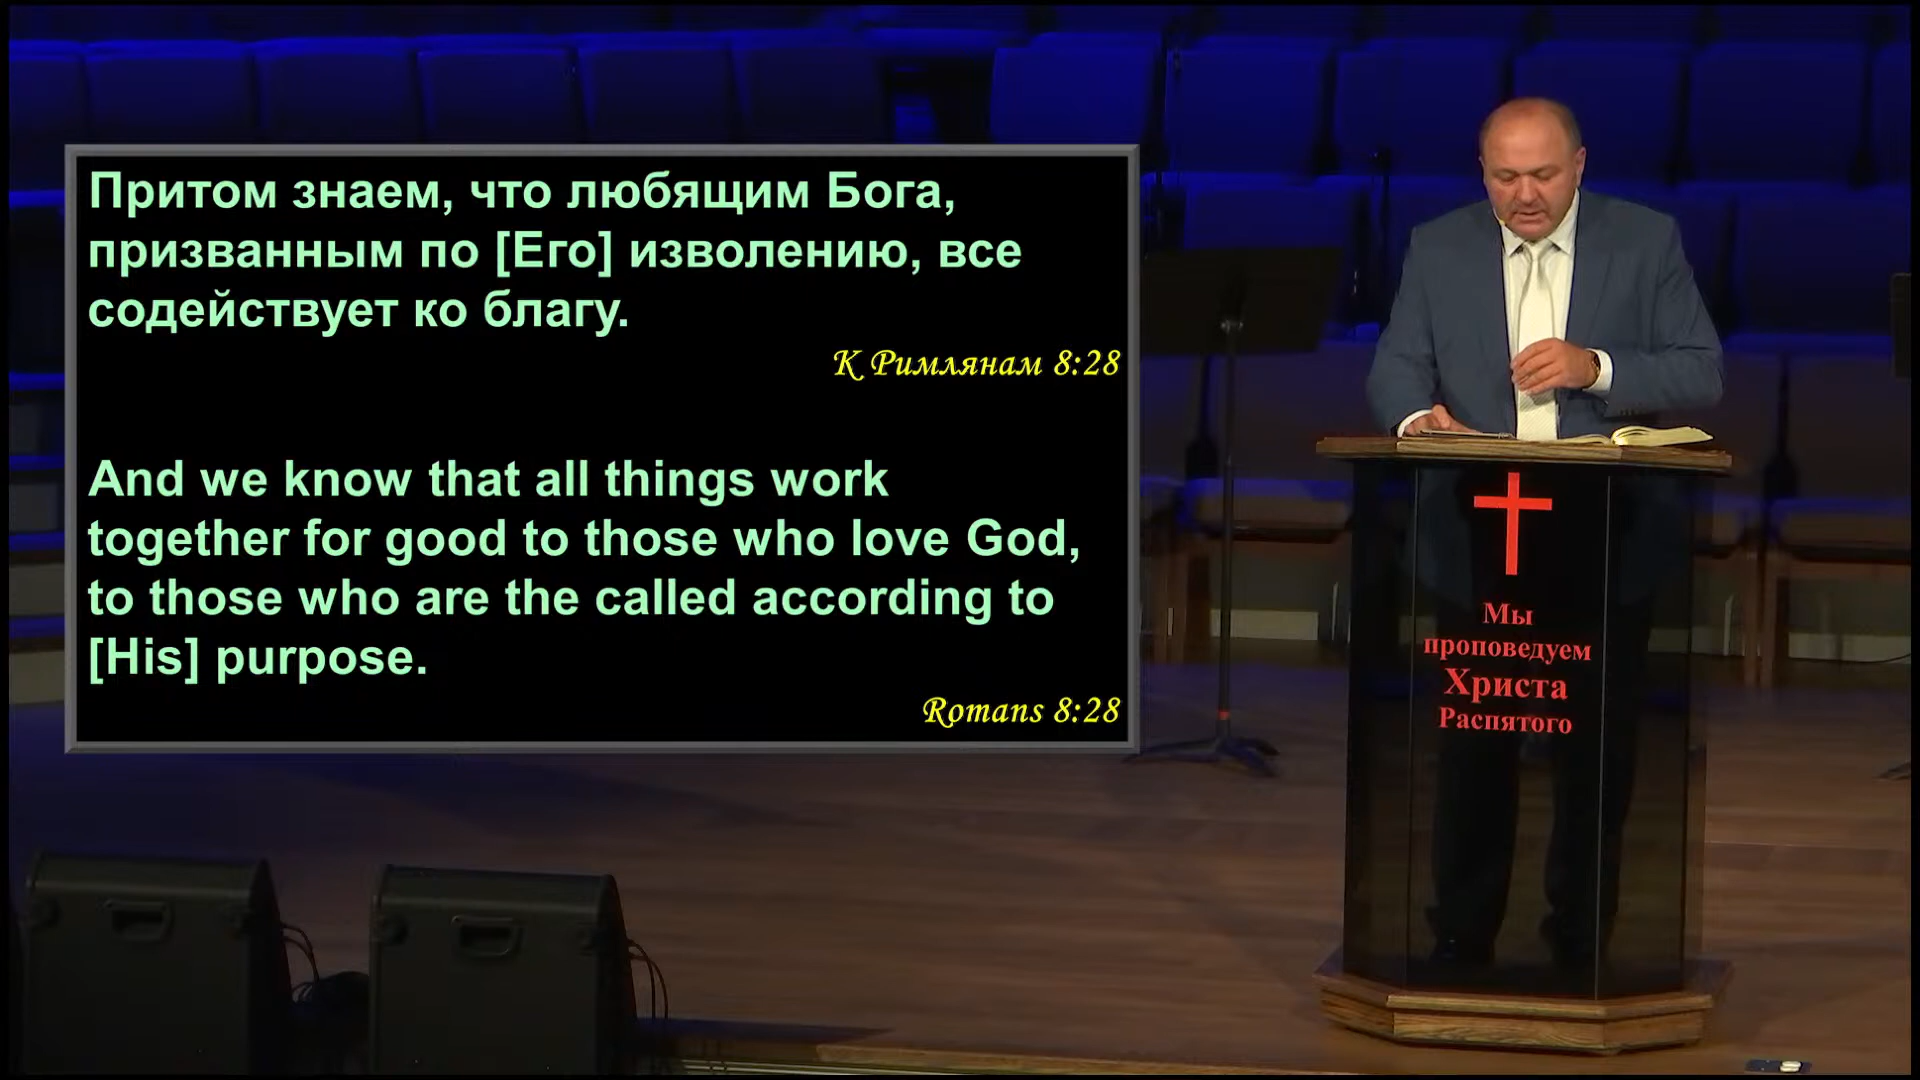 Притом знаем, что любящим Бога,
призванным по [Его] изволению, все
содействует ко благу.
К Римлянам 8:28
And we know that all things work
together for good to those who love God,
to those who are the called according to
[His] purpose.
Romans 8:28
Мы
проповедуем
Христа
Распятого